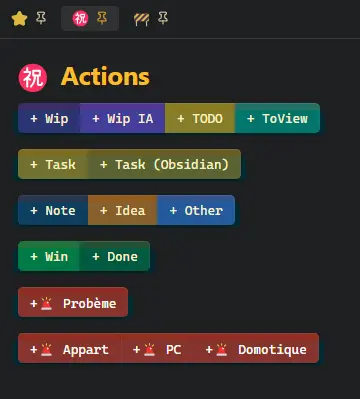 ㊗️ Actions
+ Wip + Wip IA + TODO + ToView
+ Task + Task (Obsidian)
+ Note + Idea + Other
+ Win + Done
+🚨 Probème
+🚨 Appart +🚨 PC +🚨 Domotique